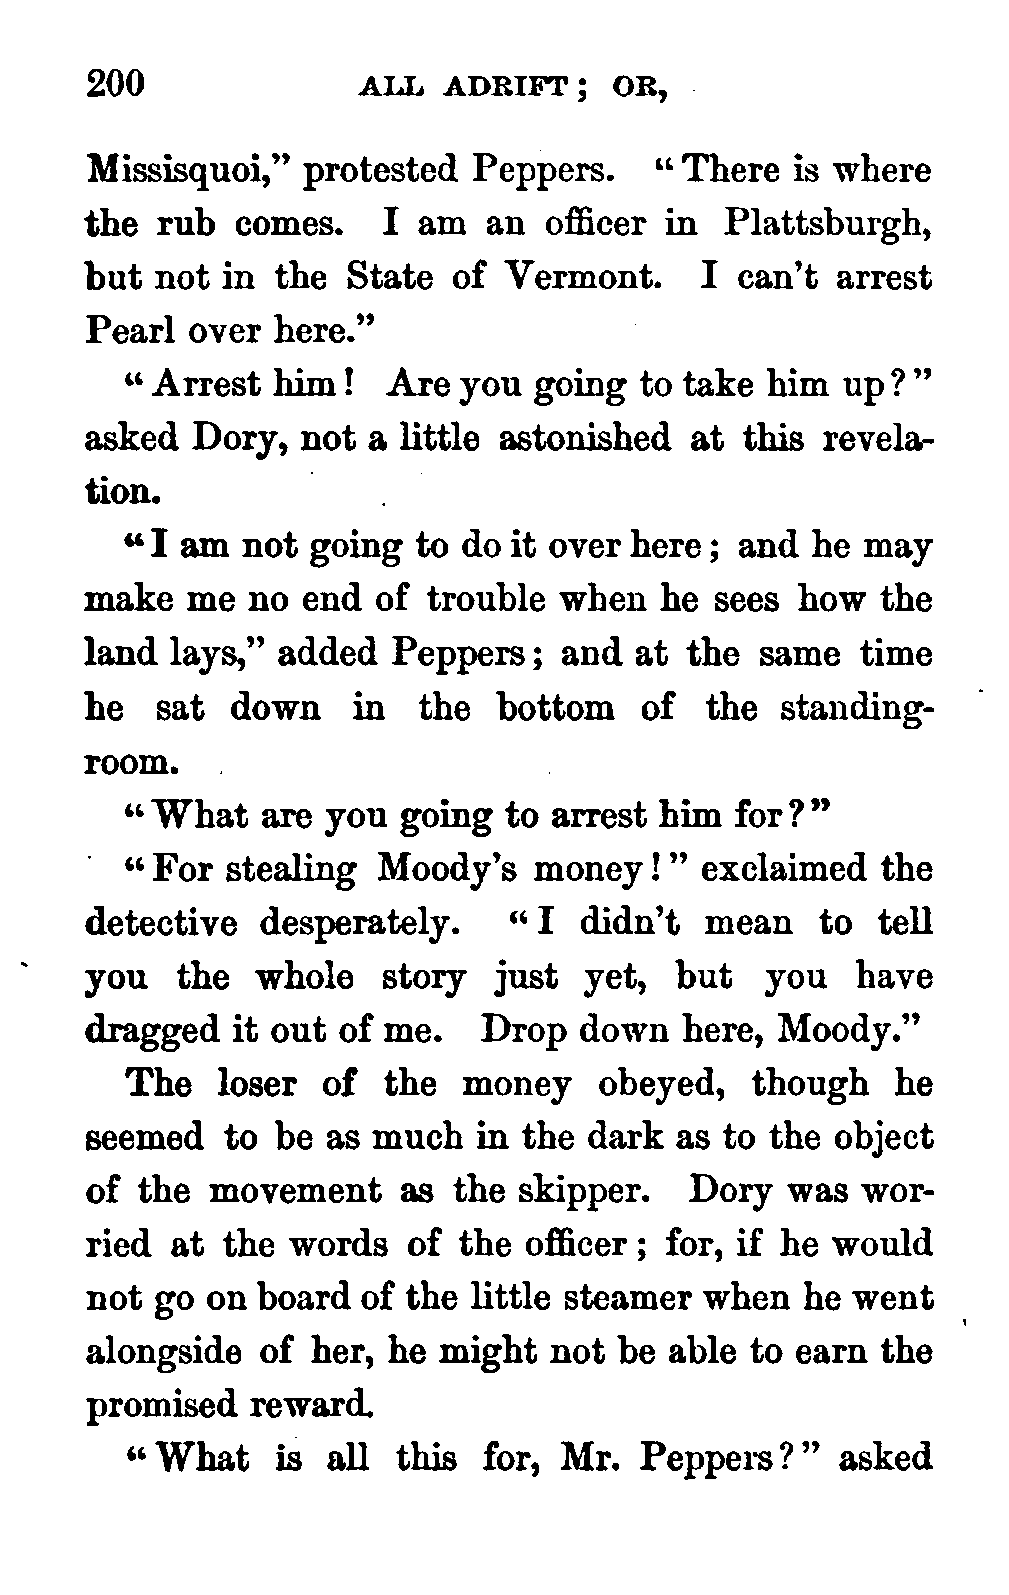 200 ALL ADRIFT; OR,
Missisquoi,” protested Peppers. “There is where
the rub comes. I am an officer in Plattsburgh,
but not in the State of Vermont. I can’t arrest
Pearl over here.”
“Arrest him! Are you going to take him up?”
asked Dory, not a little astonished at this revela-
tion.
“I am not going to do it over here; and he may
make me no end of trouble when he sees how the
land lays,” added Peppers; and at the same time
he sat down in the bottom of the standing-
room.
“What are you going to arrest him for?”
“For stealing Moody’s money!” exclaimed the
detective desperately. “I didn’t mean to tell
you the whole story just yet, but you have
dragged it out of me. Drop down here, Moody.”
The loser of the money obeyed, though he
seemed to be as much in the dark as to the object
of the movement as the skipper. Dory was wor-
ried at the words of the officer; for, if he would
not go on board of the little steamer when he went
alongside of her, he might not be able to earn the
promised reward.
“What is all this for, Mr. Peppers?” asked